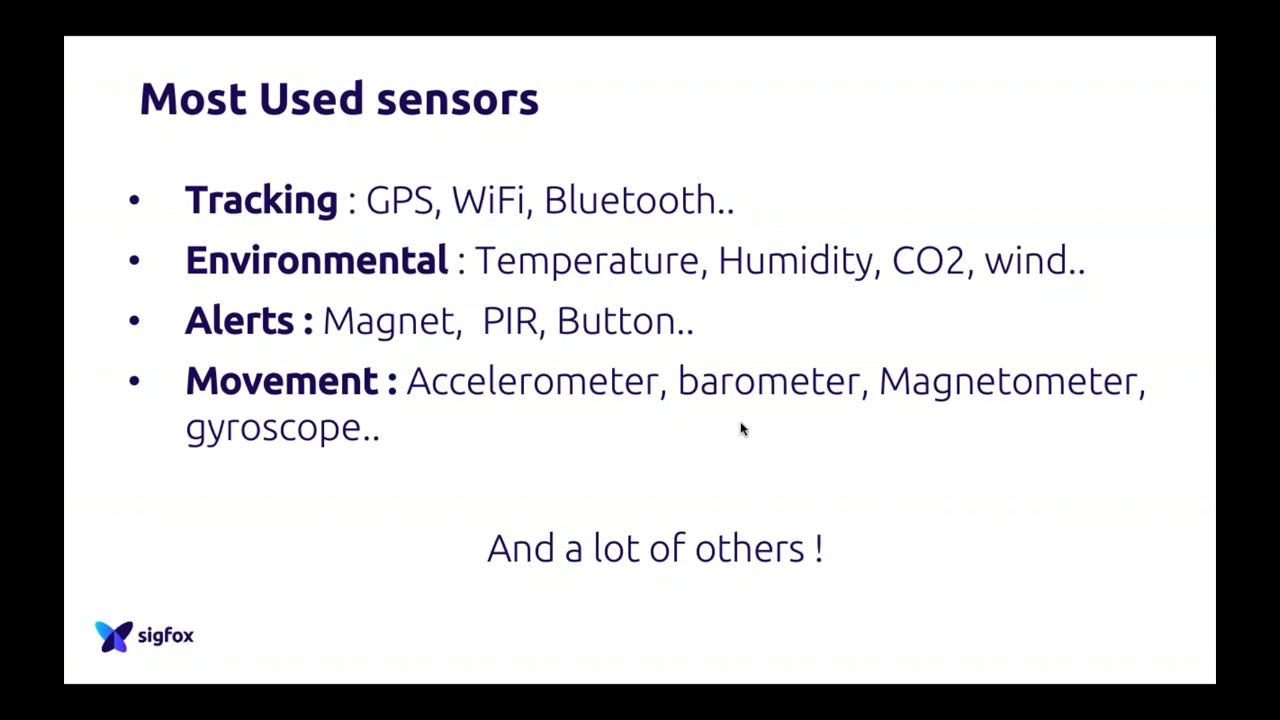 Most Used sensors
• Tracking : GPS, WiFi, Bluetooth..
• Environmental : Temperature, Humidity, CO2, wind..
• Alerts : Magnet,  PIR, Button..
• Movement : Accelerometer, barometer, Magnetometer,
gyroscope..
And a lot of others !
sigfox